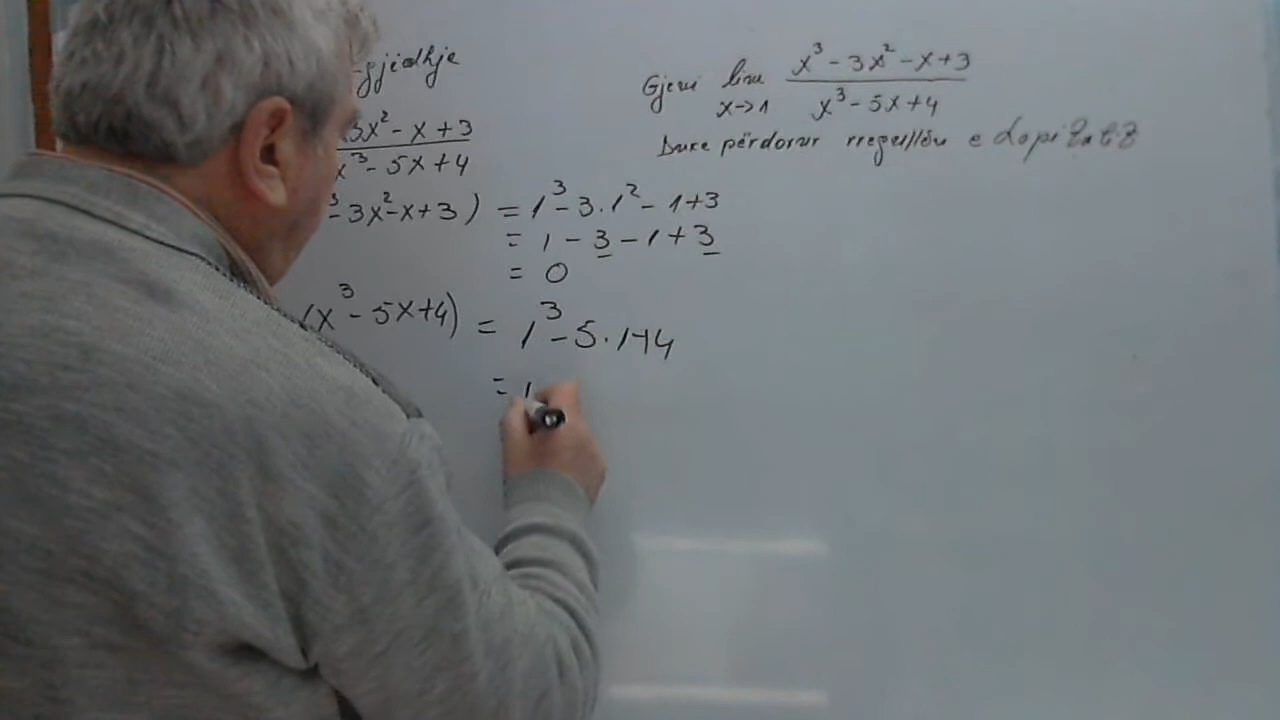 gjidhje
Gjeni lim x→1 x³ - 3x² - x + 3 / x³ - 5x + 4
Duke përdorur rregullën e Lopitalit
3x² - x + 3 / x³ - 5x + 4
³ - 3x² - x + 3) = 1³ - 3 · 1² - 1 + 3
= 1 - 3 - 1 + 3
= 0
(x³ - 5x + 4) = 1³ - 5 · 1 + 4
= 1